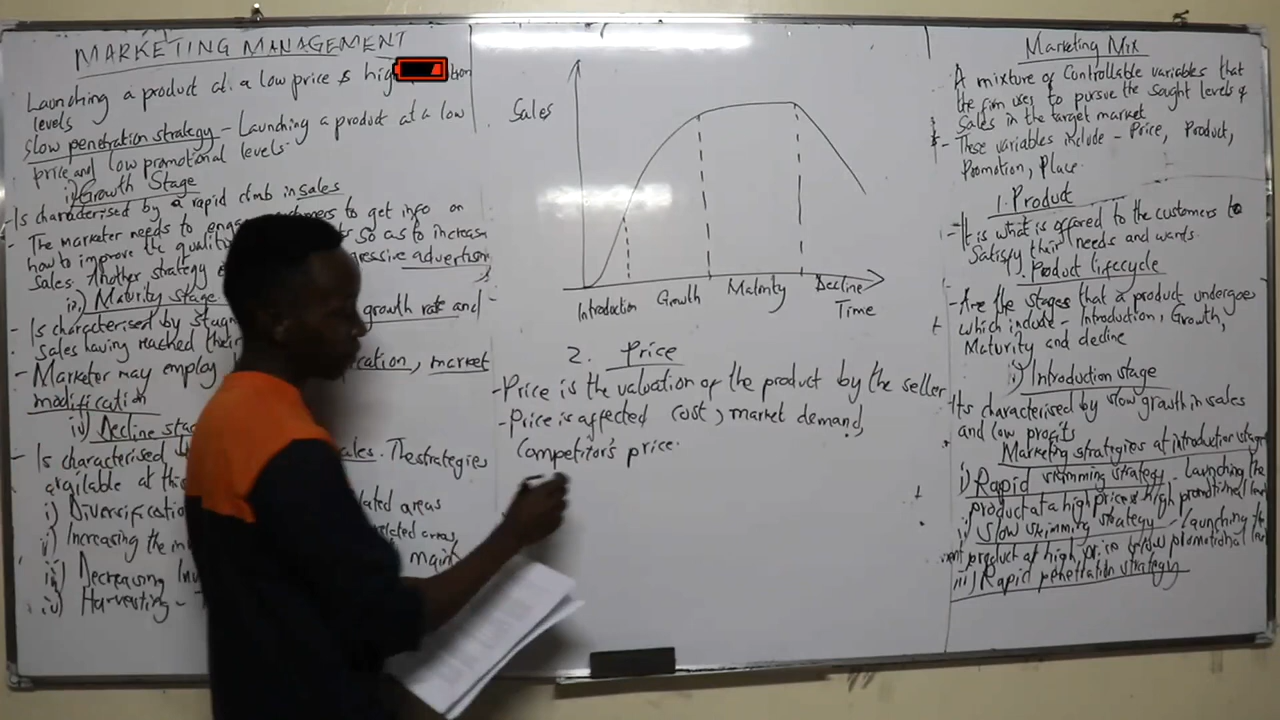 MARKETING MANAGEMENT
Launching a product at a low price & high
levels
Slow penetration strategy - Launching a product at a low
price and low promotional levels.
ii) Growth Stage
- Is characterised by a rapid climb in sales
- The marketer needs to engage customers to get info on
how to improve the quality so as to increase
sales. Another strategy aggressive advertion
iii) Maturity stage
- Is characterised by growth rate and
sales having reached their
- Marketer may employ market
modification
iv) Decline stage
- Is characterised sales. The strategies
available at this
i) Diversification related areas
ii) Increasing the related areas
iii) Decreasing main
iv) Harvesting -
Sales
Introduction Growth Maturity Decline
Time
2. Price
- Price is the valuation of the product by the seller
- Price is affected cost, market demand,
Competitor's price.
Marketing Mix
A mixture of Controllable variables that
the firm uses to pursue the sought levels of
Sales in the target market
- These variables include - Price, Product,
Promotion, Place.
1. Product
- It is what is offered to the customers to
Satisfy their needs and wants.
Product lifecycle
- Are the stages that a product undergoes
which include - Introduction, Growth,
Maturity and decline
i) Introduction stage
Its characterised by slow growth in sales
and low profits
Marketing stratigies at introduction stage
i) Rapid skimming strategy - Launching the
product at a high price & high promotional level
ii) Slow skimming strategy - Launching the
product at high price & low promotional level
iii) Rapid penetration strategy